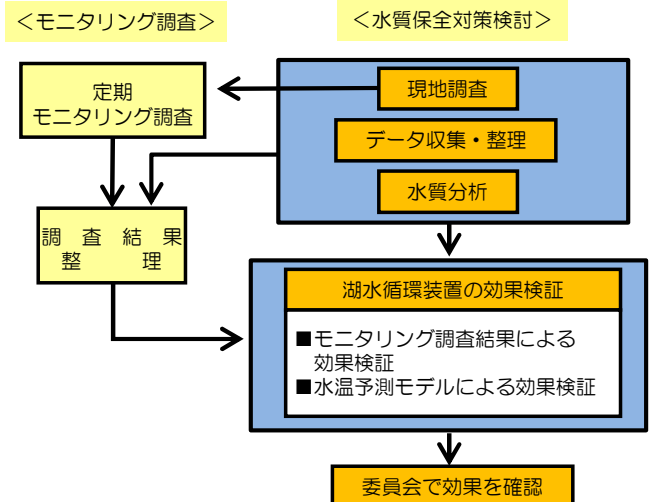 <モニタリング調査>
<水質保全対策検討>
定期
モニタリング調査
現地調査
データ収集・整理
水質分析
調 査 結 果
整 理
湖水循環装置の効果検証
■モニタリング調査結果による
効果検証
■水温予測モデルによる効果検証
委員会で効果を確認